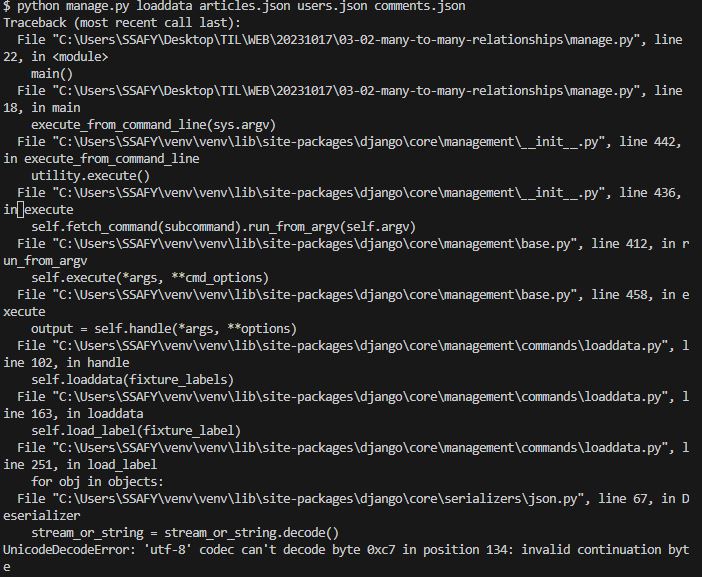 $ python manage.py loaddata articles.json users.json comments.json
Traceback (most recent call last):
  File "C:\Users\SSAFY\Desktop\TIL\WEB\20231017\03-02-many-to-many-relationships\manage.py", line
22, in <module>
    main()
  File "C:\Users\SSAFY\Desktop\TIL\WEB\20231017\03-02-many-to-many-relationships\manage.py", line
18, in main
    execute_from_command_line(sys.argv)
  File "C:\Users\SSAFY\venv\venv\lib\site-packages\django\core\management\__init__.py", line 442,
in execute_from_command_line
    utility.execute()
  File "C:\Users\SSAFY\venv\venv\lib\site-packages\django\core\management\__init__.py", line 436,
in execute
    self.fetch_command(subcommand).run_from_argv(self.argv)
  File "C:\Users\SSAFY\venv\venv\lib\site-packages\django\core\management\base.py", line 412, in r
un_from_argv
    self.execute(*args, **cmd_options)
  File "C:\Users\SSAFY\venv\venv\lib\site-packages\django\core\management\base.py", line 458, in e
xecute
    output = self.handle(*args, **options)
  File "C:\Users\SSAFY\venv\venv\lib\site-packages\django\core\management\commands\loaddata.py", l
ine 102, in handle
    self.loaddata(fixture_labels)
  File "C:\Users\SSAFY\venv\venv\lib\site-packages\django\core\management\commands\loaddata.py", l
ine 163, in loaddata
    self.load_label(fixture_label)
  File "C:\Users\SSAFY\venv\venv\lib\site-packages\django\core\management\commands\loaddata.py", l
ine 251, in load_label
    for obj in objects:
  File "C:\Users\SSAFY\venv\venv\lib\site-packages\django\core\serializers\json.py", line 67, in D
eserializer
    stream_or_string = stream_or_string.decode()
UnicodeDecodeError: 'utf-8' codec can't decode byte 0xc7 in position 134: invalid continuation byt
e